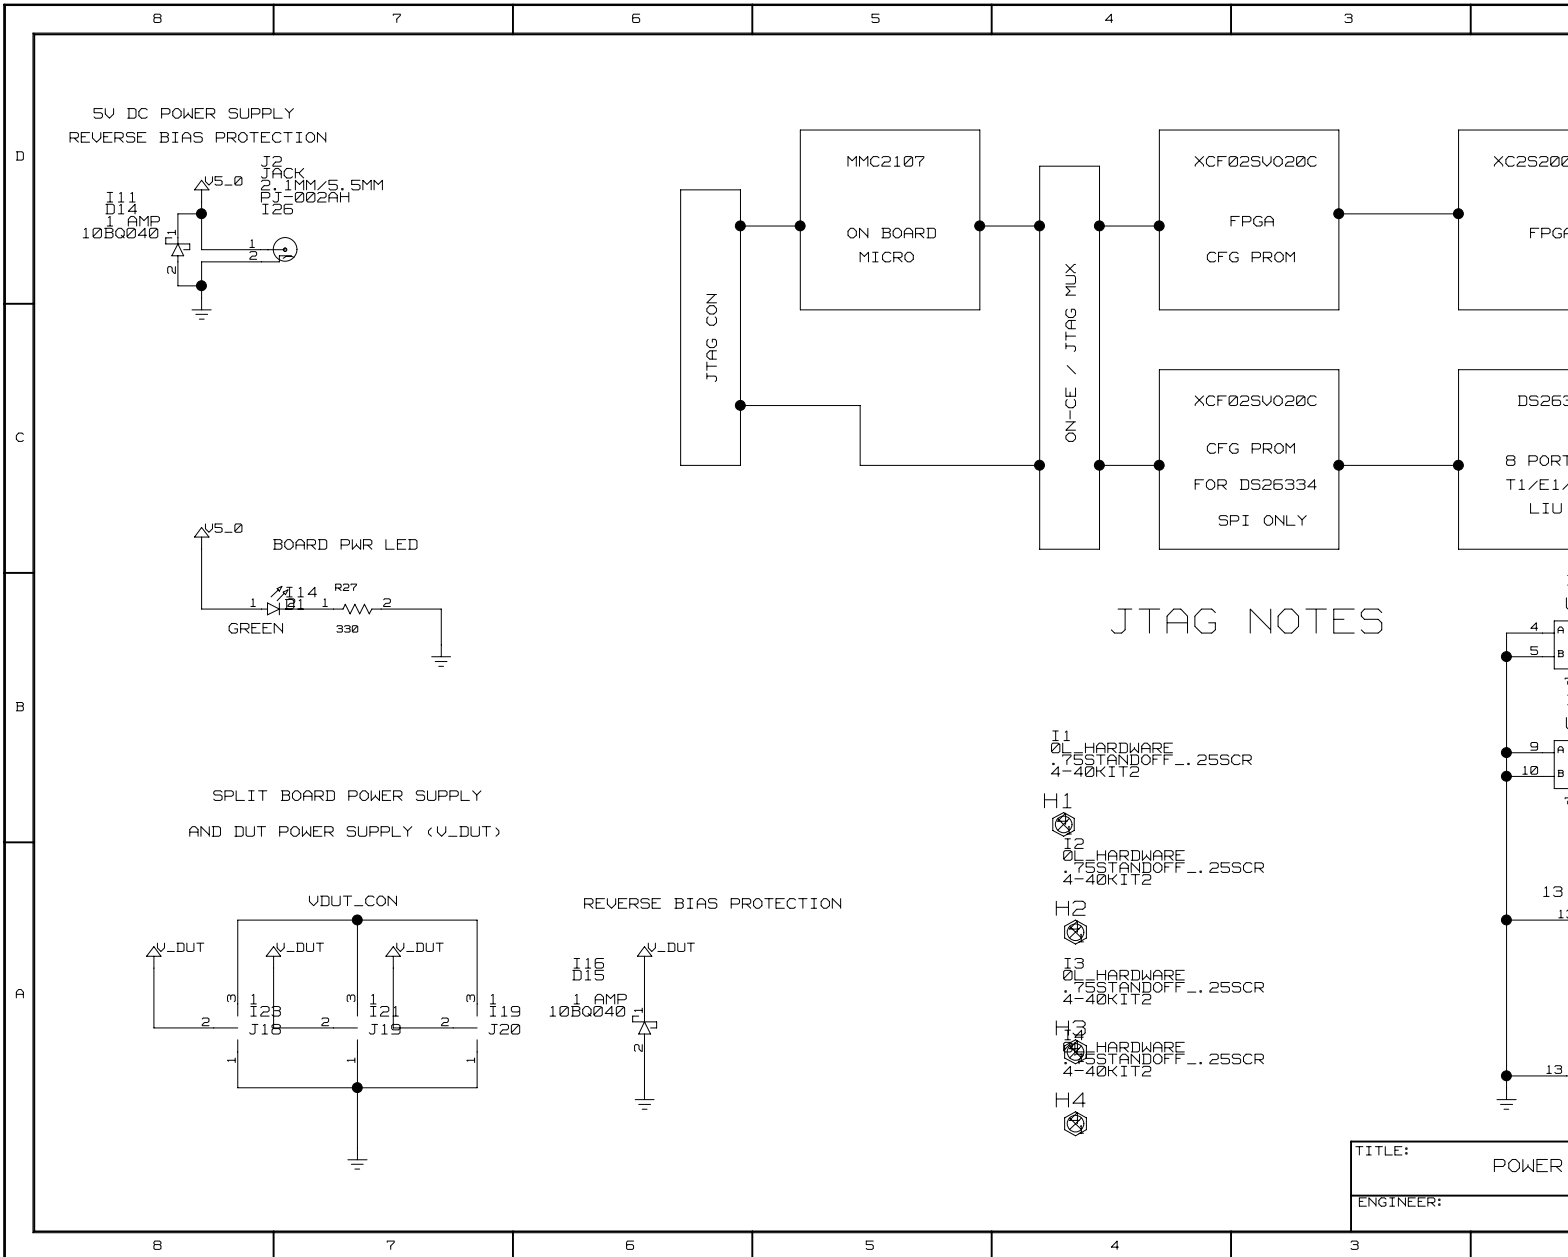 8 7 6 5 4 3
D
C
B
A
5V DC POWER SUPPLY
REVERSE BIAS PROTECTION
J2
JACK
2.1MM/5.5MM
PJ-002AH
I26
V5_0
I11
D14
1 AMP
10BQ040
1
2
1
2
MMC2107
ON BOARD
MICRO
JTAG CON
ON-CE / JTAG MUX
XCF02SVO20C
FPGA
CFG PROM
XC2S200
FPGA
XCF02SVO20C
CFG PROM
FOR DS26334
SPI ONLY
DS263
8 PORT
T1/E1/
LIU
V5_0
BOARD PWR LED
I14
D1
1 2
GREEN
R27
1 2
330
JTAG NOTES
4 A
5 B
9 A
10 B
13
13
I1
0L_HARDWARE
.75STANDOFF_.25SCR
4-40KIT2
H1
I2
0L_HARDWARE
.75STANDOFF_.25SCR
4-40KIT2
H2
I3
0L_HARDWARE
.75STANDOFF_.25SCR
4-40KIT2
H3
I4
0L_HARDWARE
.75STANDOFF_.25SCR
4-40KIT2
H4
SPLIT BOARD POWER SUPPLY
AND DUT POWER SUPPLY (V_DUT)
VDUT_CON
V_DUT V_DUT V_DUT
3 1 3 1 3 1
I23 I21 I19
2 2 2
J18 J19 J20
1 1 1
REVERSE BIAS PROTECTION
V_DUT
I16
D15
1 AMP
10BQ040
1
2
TITLE:
POWER
ENGINEER:
8 7 6 5 4 3